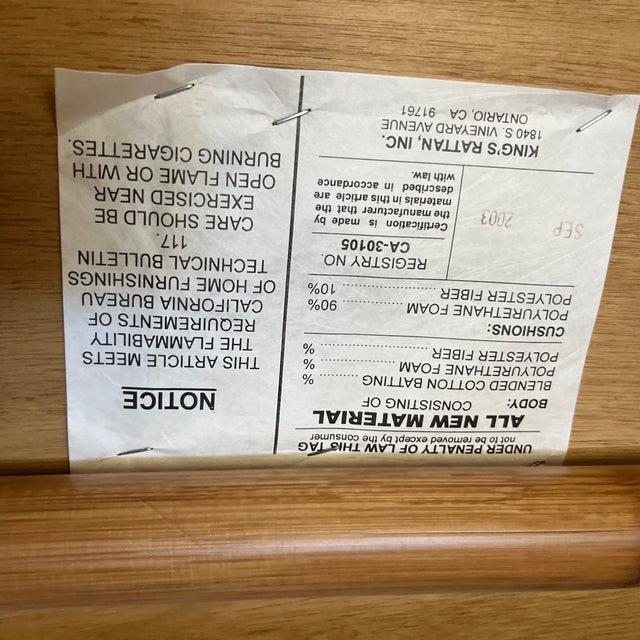 UNDER PENALTY OF LAW THIS TAG
not to be removed except by the consumer
ALL NEW MATERIAL
CONSISTING OF
BODY:
BLENDED COTTON BATTING ............ %
POLYURETHANE FOAM ............ %
POLYESTER FIBER ............ %
CUSHIONS:
POLYURETHANE FOAM ............ 90%
POLYESTER FIBER ............ 10%
REGISTRY NO.
CA-30105
Certification is made by
the manufacturer that the
materials in this article are
described in accordance
with law.
SEP 2003
KING'S RATTAN, INC.
1840 S. VINEYARD AVENUE
ONTARIO, CA 91761
NOTICE
THIS ARTICLE MEETS
THE FLAMMABILITY
REQUIREMENTS OF
CALIFORNIA BUREAU
OF HOME FURNISHINGS
TECHNICAL BULLETIN
117.
CARE SHOULD BE
EXERCISED NEAR
OPEN FLAME OR WITH
BURNING CIGARETTES.